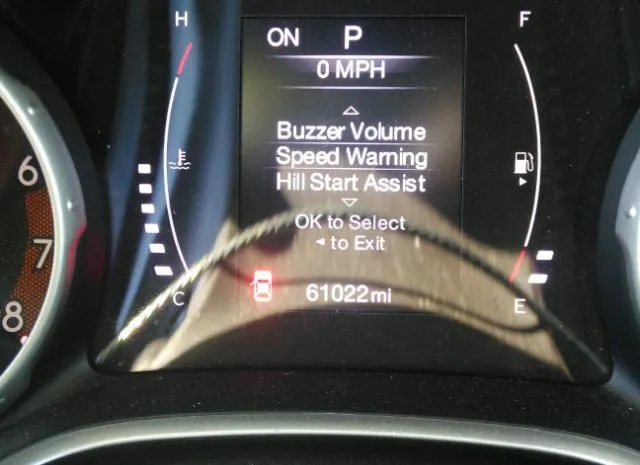 H
F
ON P
0 MPH
Buzzer Volume
Speed Warning
Hill Start Assist
OK to Select
◂ to Exit
6
7
8
C
61022 mi
E